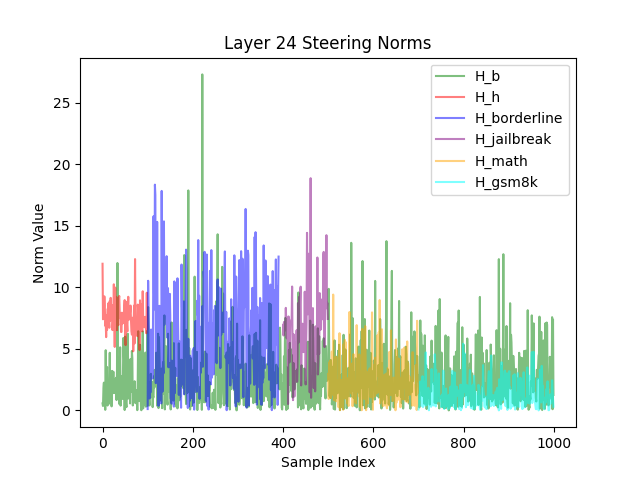 Layer 24 Steering Norms
H_b
H_h
H_borderline
H_jailbreak
H_math
H_gsm8k
Norm Value
25
20
15
10
5
0
0 200 400 600 800 1000
Sample Index